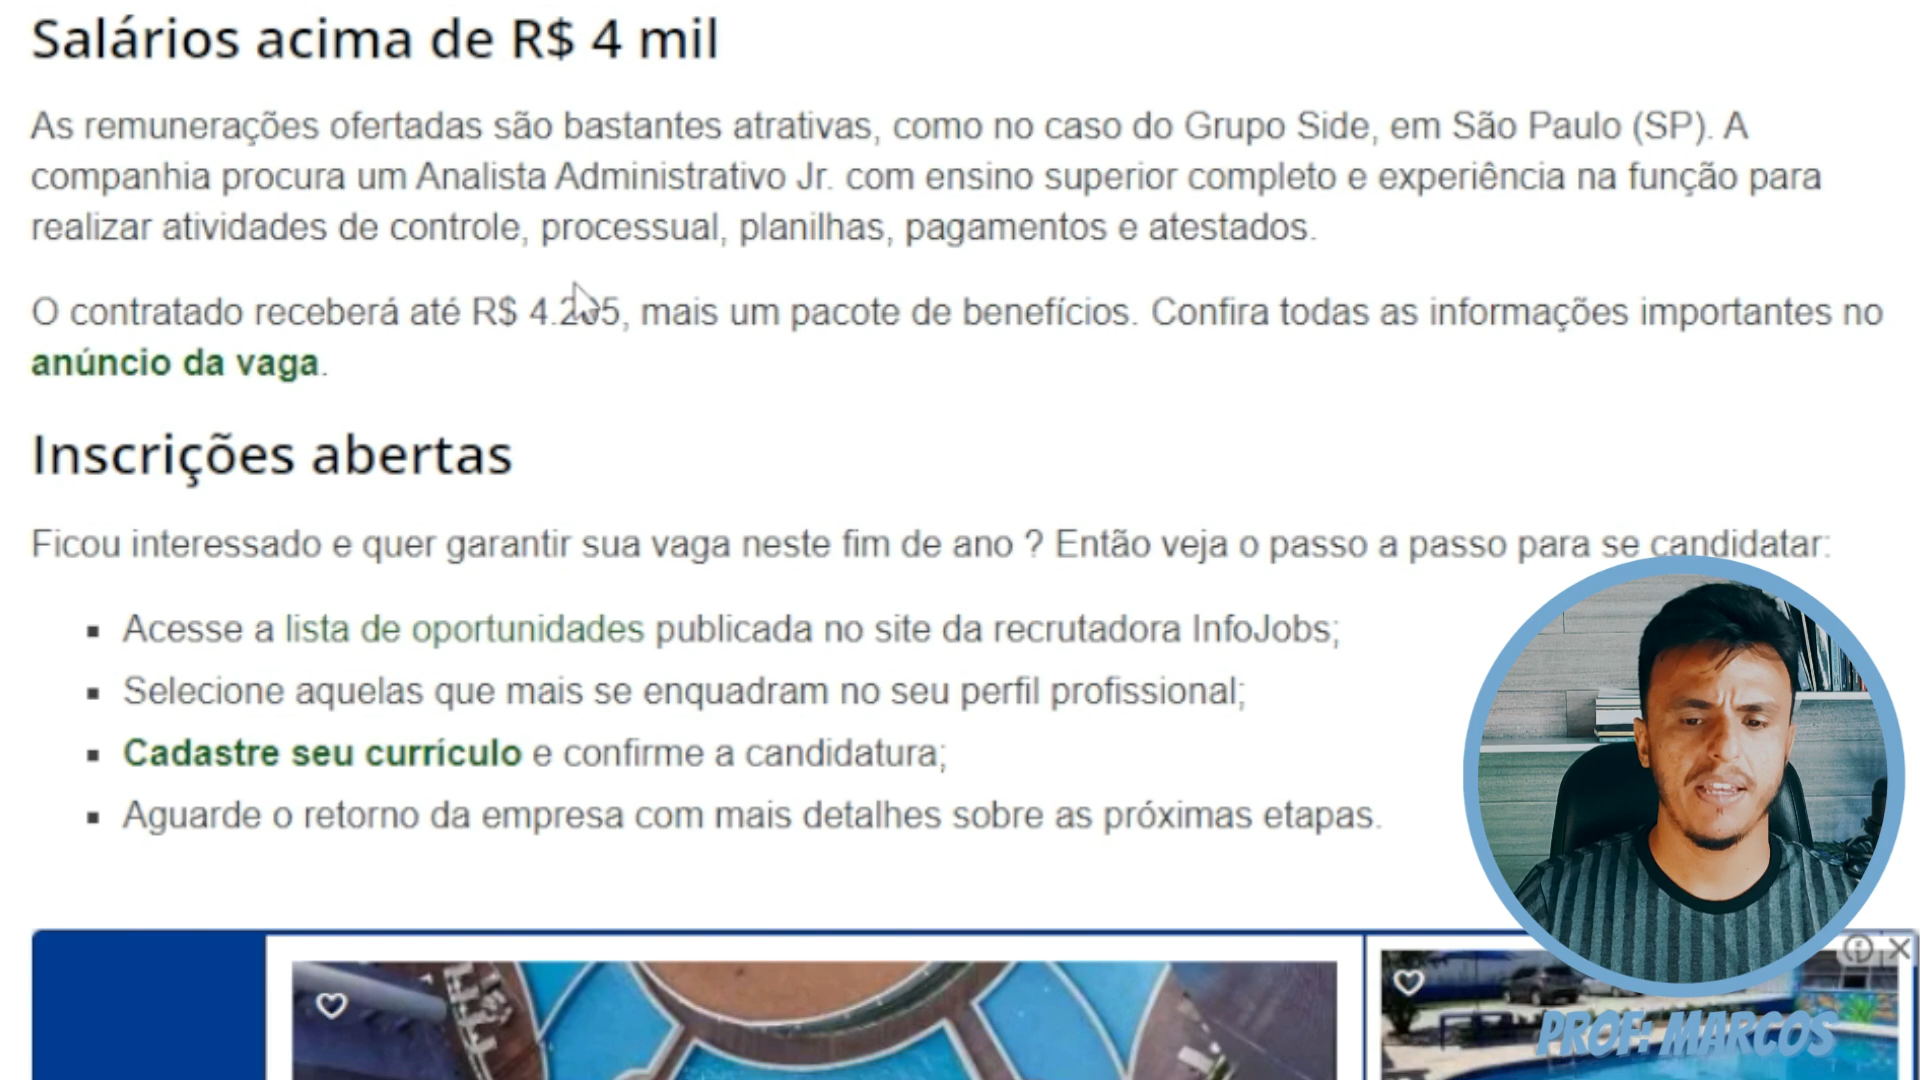 Salários acima de R$ 4 mil
As remunerações ofertadas são bastantes atrativas, como no caso do Grupo Side, em São Paulo (SP). A
companhia procura um Analista Administrativo Jr. com ensino superior completo e experiência na função para
realizar atividades de controle, processual, planilhas, pagamentos e atestados.
O contratado receberá até R$ mais um pacote de benefícios. Confira todas as informações importantes no
anúncio da vaga.
Inscrições abertas
Ficou interessado e quer garantir sua vaga neste fim de ano ? Então veja o passo a passo para se candidatar:
▪ Acesse a lista de oportunidades publicada no site da recrutadora InfoJobs;
▪ Selecione aquelas que mais se enquadram no seu perfil profissional;
▪ Cadastre seu currículo e confirme a candidatura;
▪ Aguarde o retorno da empresa com mais detalhes sobre as próximas etapas.
PROF: MARCOS